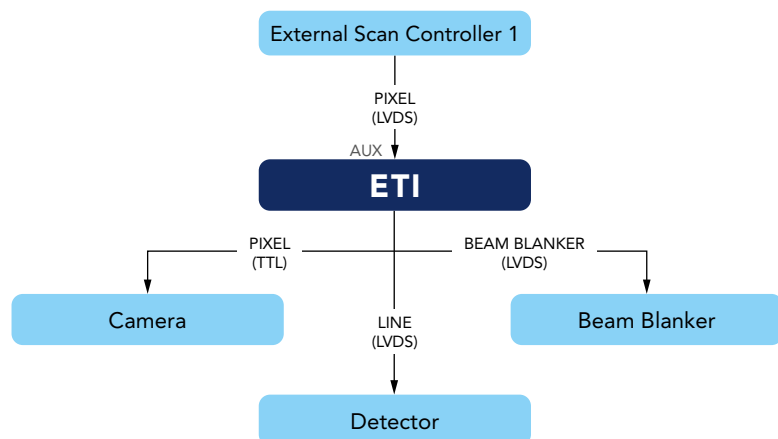 External Scan Controller 1
PIXEL
(LVDS)
AUX
ETI
PIXEL
(TTL)
BEAM BLANKER
(LVDS)
Camera
LINE
(LVDS)
Beam Blanker
Detector